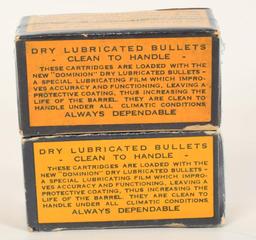 DRY LUBRICATED BULLETS
- CLEAN TO HANDLE -
THESE CARTRIDGES ARE LOADED WITH THE
NEW "DOMINION" DRY LUBRICATED BULLETS -
A SPECIAL LUBRICATING FILM WHICH IMPRO-
VES ACCURACY AND FUNCTIONING, LEAVING A
PROTECTIVE COATING, THUS INCREASING THE
LIFE OF THE BARREL. THEY ARE CLEAN TO
HANDLE UNDER ALL CLIMATIC CONDITIONS.
ALWAYS DEPENDABLE
DRY LUBRICATED BULLETS
- CLEAN TO HANDLE -
THESE CARTRIDGES ARE LOADED WITH THE
NEW "DOMINION" DRY LUBRICATED BULLETS
- A SPECIAL LUBRICATING FILM WHICH IMPRO-
VES ACCURACY AND FUNCTIONING, LEAVING A
PROTECTIVE COATING, THUS INCREASING THE
LIFE OF THE BARREL. THEY ARE CLEAN TO
HANDLE UNDER ALL CLIMATIC CONDITIONS.
ALWAYS DEPENDABLE